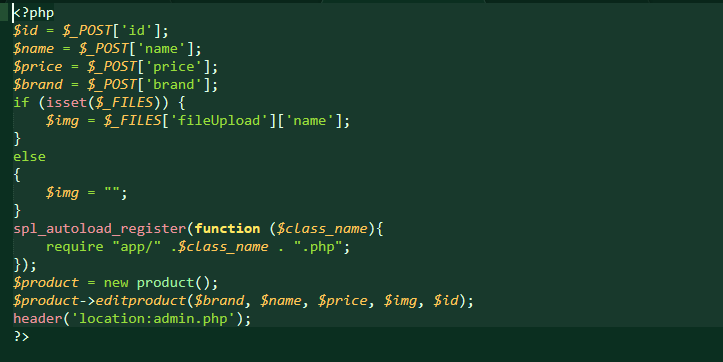 <?php
$id = $_POST['id'];
$name = $_POST['name'];
$price = $_POST['price'];
$brand = $_POST['brand'];
if (isset($_FILES)) {
    $img = $_FILES['fileUpload']['name'];
}
else
{
    $img = "";
}
spl_autoload_register(function ($class_name){
    require "app/" .$class_name . ".php";
});
$product = new product();
$product->editproduct($brand, $name, $price, $img, $id);
header('location:admin.php');
?>